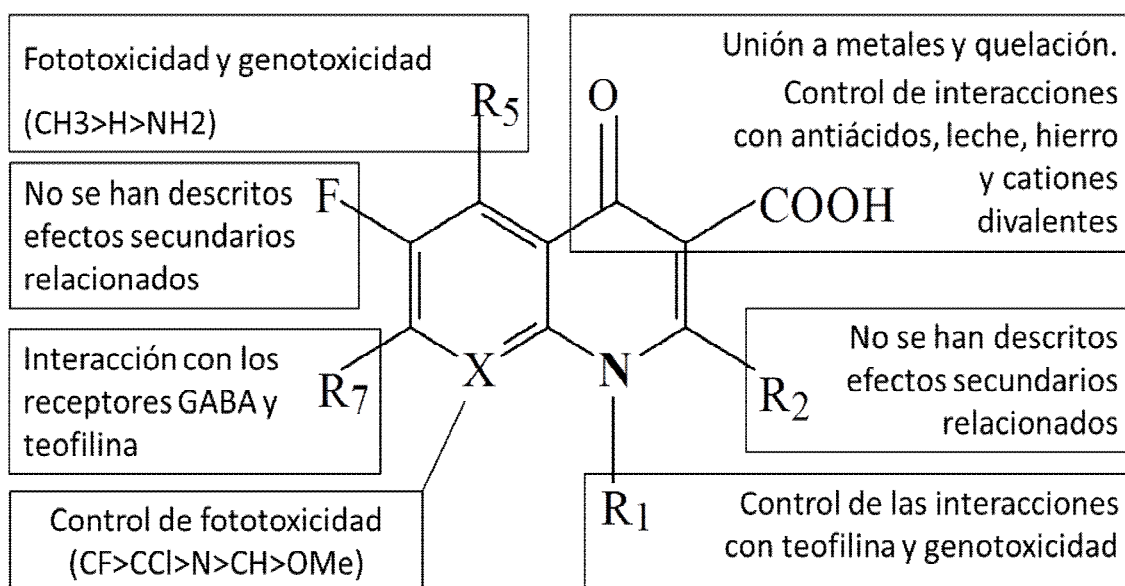 Fototoxicidad y genotoxicidad
(CH3>H>NH2)
R5
O
Unión a metales y quelación.
Control de interacciones
con antiácidos, leche, hierro
y cationes
divalentes
No se han descritos
efectos secundarios
relacionados
F
COOH
Interacción con los
receptores GABA y
teofilina
R7
X
N
R2
No se han descritos
efectos secundarios
relacionados
Control de fototoxicidad
(CF>CCl>N>CH>OMe)
R1
Control de las interacciones
con teofilina y genotoxicidad